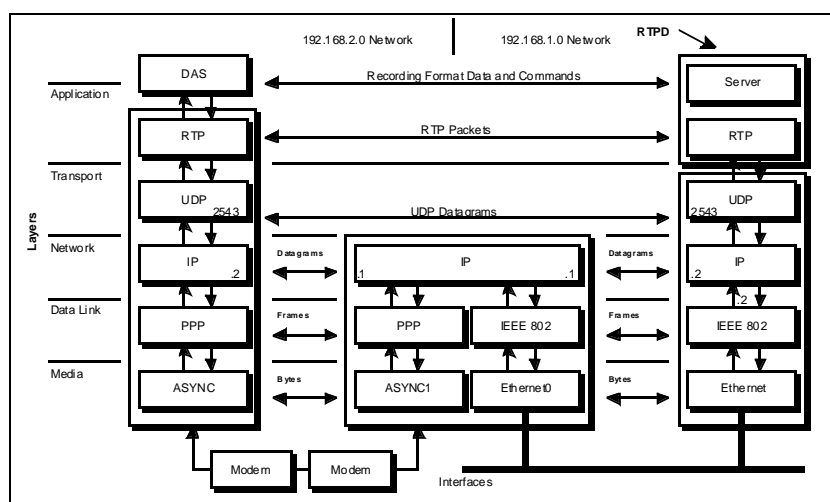 192.168.2.0 Network
192.168.1.0 Network
RTPD
DAS
Recording Format Data and Commands
Server
Application
RTP
RTP Packets
RTP
Transport
UDP
2543
UDP Datagrams
UDP
2543
Layers
Network
IP
.2
Datagrams
.1
IP
.1
Datagrams
IP
.2
.2
Data Link
PPP
Frames
PPP
IEEE 802
Frames
IEEE 802
Media
ASYNC
Bytes
ASYNC1
Ethernet0
Bytes
Ethernet
Modem
Modem
Interfaces